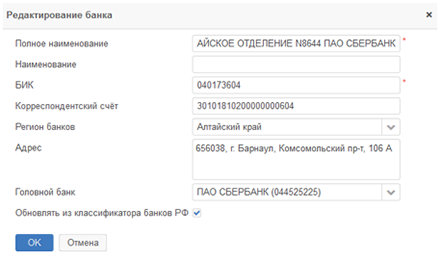 Редактирование банка
Полное наименование АЙСКОЕ ОТДЕЛЕНИЕ N8644 ПАО СБЕРБАНК *
Наименование
БИК 040173604 *
Корреспондентский счёт 30101810200000000604
Регион банков Алтайский край
Адрес 656038, г. Барнаул, Комсомольский пр-т, 106 А
Головной банк ПАО СБЕРБАНК (044525225)
Обновлять из классификатора банков РФ
OK Отмена